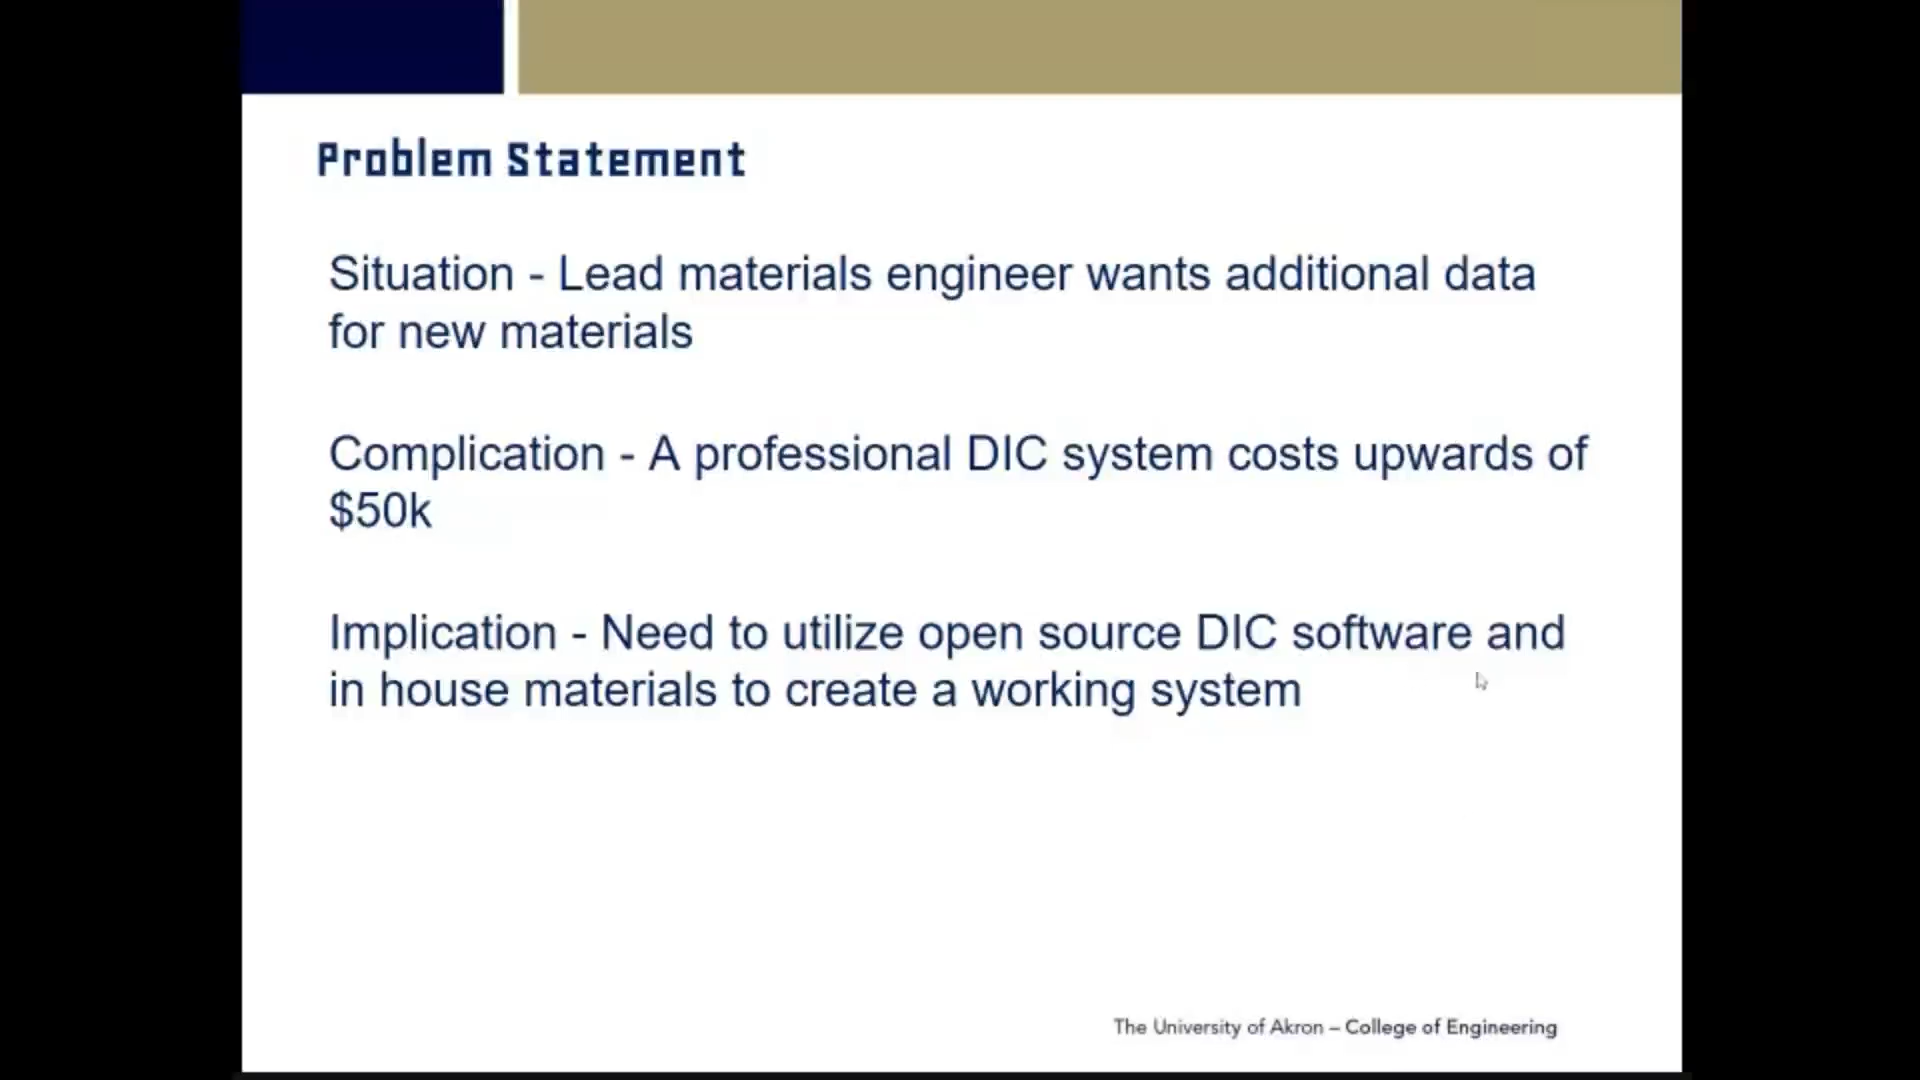 Problem Statement
Situation - Lead materials engineer wants additional data
for new materials
Complication - A professional DIC system costs upwards of
$50k
Implication - Need to utilize open source DIC software and
in house materials to create a working system
The University of Akron – College of Engineering